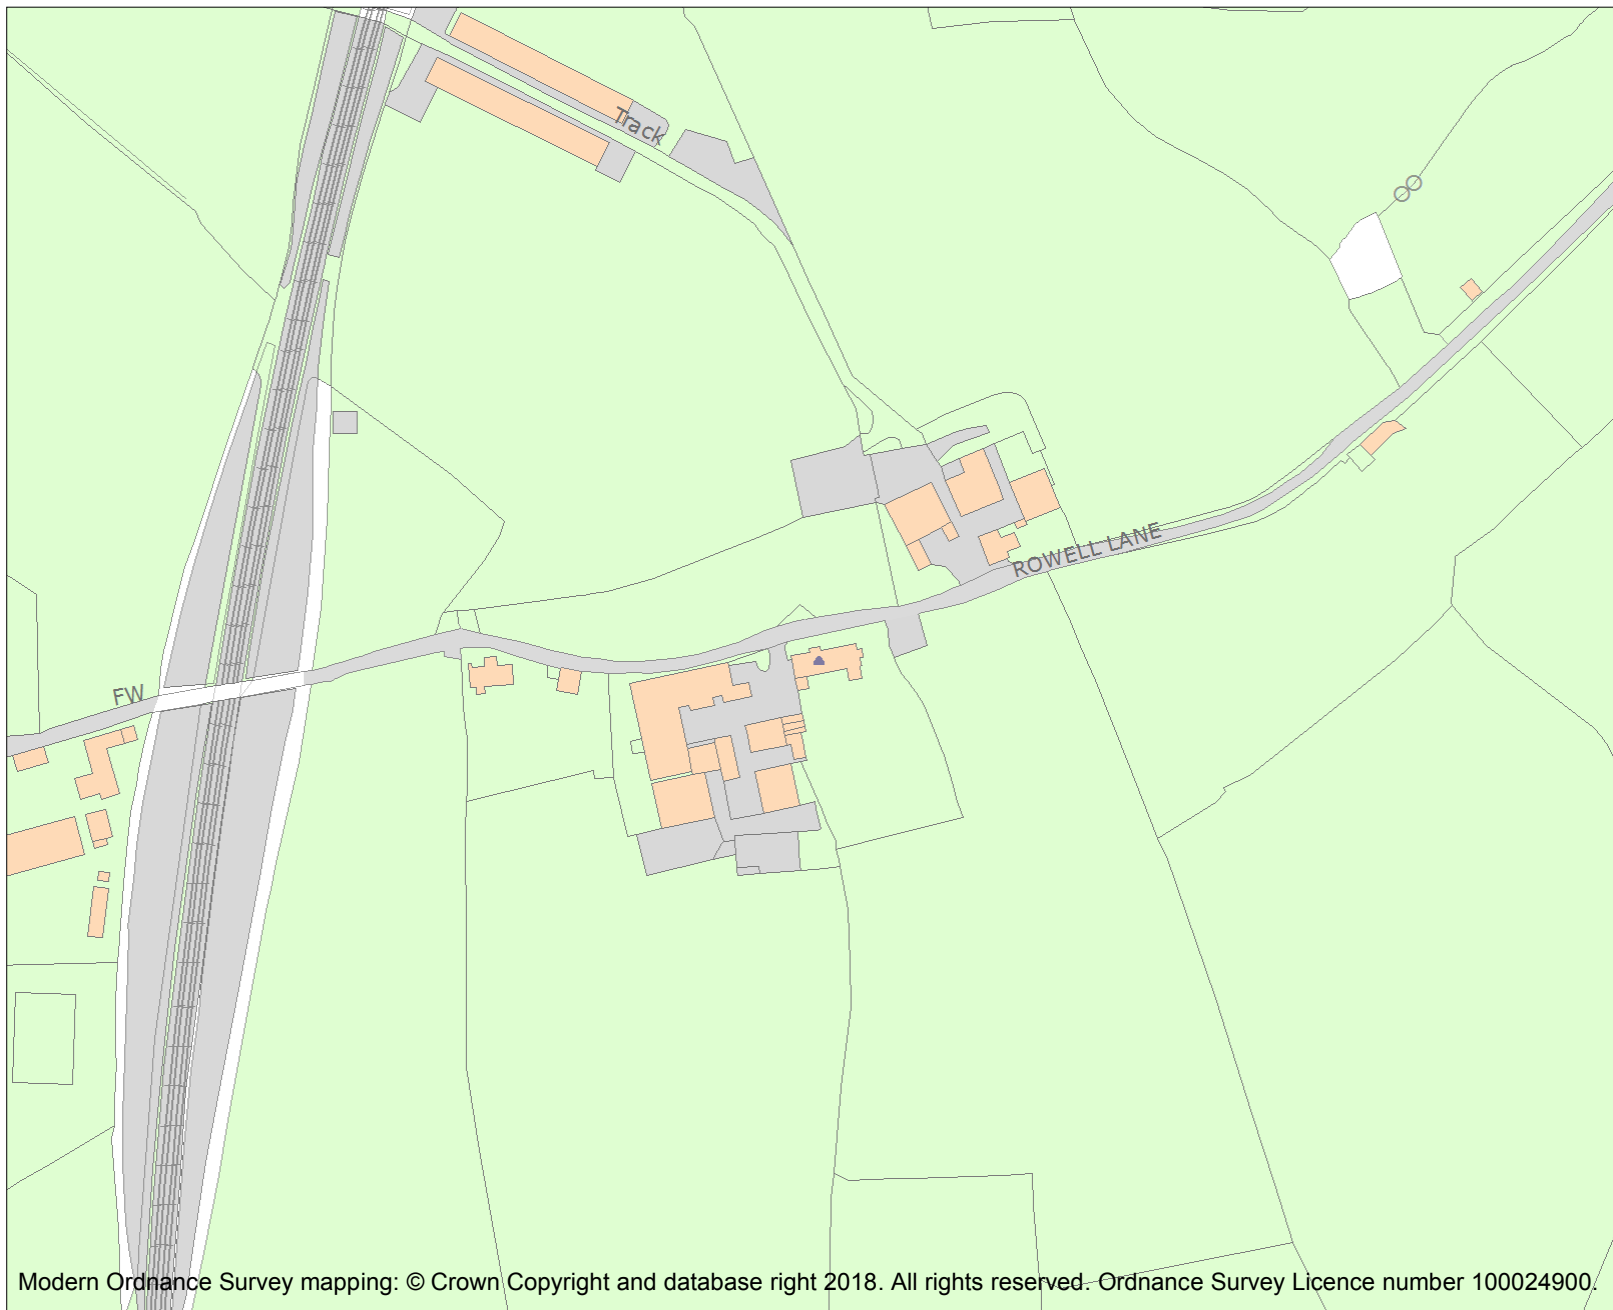 Track
ROWELL LANE
FW
Modern Ordnance Survey mapping: © Crown Copyright and database right 2018. All rights reserved. Ordnance Survey Licence number 100024900.